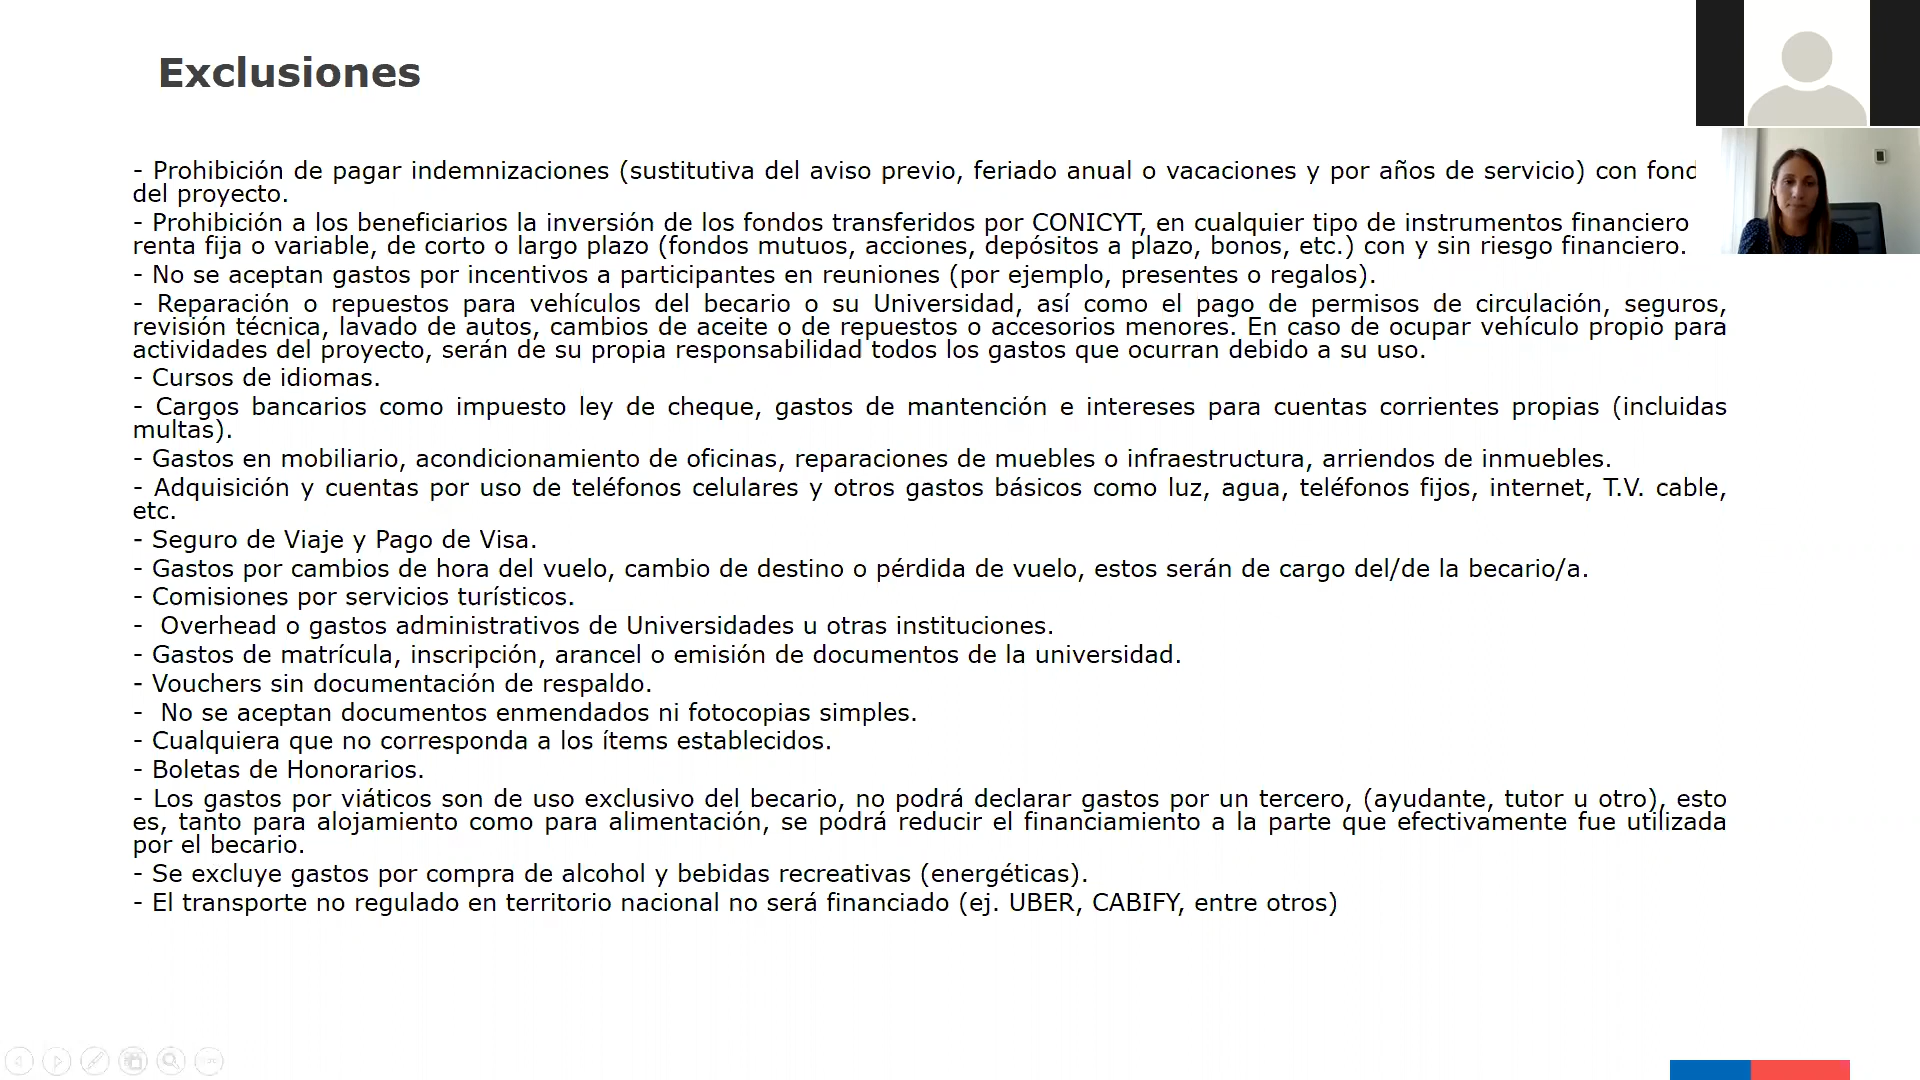 Exclusiones
- Prohibición de pagar indemnizaciones (sustitutiva del aviso previo, feriado anual o vacaciones y por años de servicio) con fond
del proyecto.
- Prohibición a los beneficiarios la inversión de los fondos transferidos por CONICYT, en cualquier tipo de instrumentos financiero
renta fija o variable, de corto o largo plazo (fondos mutuos, acciones, depósitos a plazo, bonos, etc.) con y sin riesgo financiero.
- No se aceptan gastos por incentivos a participantes en reuniones (por ejemplo, presentes o regalos).
- Reparación o repuestos para vehículos del becario o su Universidad, así como el pago de permisos de circulación, seguros,
revisión técnica, lavado de autos, cambios de aceite o de repuestos o accesorios menores. En caso de ocupar vehículo propio para
actividades del proyecto, serán de su propia responsabilidad todos los gastos que ocurran debido a su uso.
- Cursos de idiomas.
- Cargos bancarios como impuesto ley de cheque, gastos de mantención e intereses para cuentas corrientes propias (incluidas
multas).
- Gastos en mobiliario, acondicionamiento de oficinas, reparaciones de muebles o infraestructura, arriendos de inmuebles.
- Adquisición y cuentas por uso de teléfonos celulares y otros gastos básicos como luz, agua, teléfonos fijos, internet, T.V. cable,
etc.
- Seguro de Viaje y Pago de Visa.
- Gastos por cambios de hora del vuelo, cambio de destino o pérdida de vuelo, estos serán de cargo del/de la becario/a.
- Comisiones por servicios turísticos.
- Overhead o gastos administrativos de Universidades u otras instituciones.
- Gastos de matrícula, inscripción, arancel o emisión de documentos de la universidad.
- Vouchers sin documentación de respaldo.
- No se aceptan documentos enmendados ni fotocopias simples.
- Cualquiera que no corresponda a los ítems establecidos.
- Boletas de Honorarios.
- Los gastos por viáticos son de uso exclusivo del becario, no podrá declarar gastos por un tercero, (ayudante, tutor u otro), esto
es, tanto para alojamiento como para alimentación, se podrá reducir el financiamiento a la parte que efectivamente fue utilizada
por el becario.
- Se excluye gastos por compra de alcohol y bebidas recreativas (energéticas).
- El transporte no regulado en territorio nacional no será financiado (ej. UBER, CABIFY, entre otros)